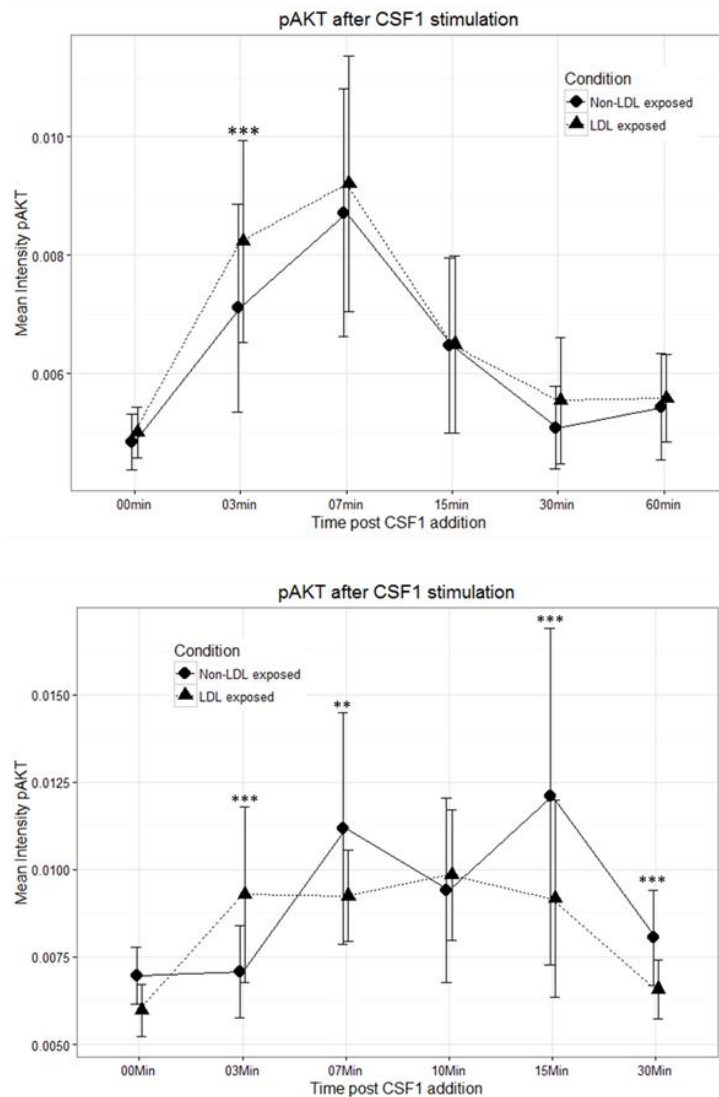 pAKT after CSF1 stimulation
Condition
Non-LDL exposed
LDL exposed
***
0.010
0.008
0.006
Mean Intensity pAKT
00min 03min 07min 15min 30min 60min
Time post CSF1 addition
pAKT after CSF1 stimulation
Condition
Non-LDL exposed
LDL exposed
***
**
***
***
0.0150
0.0125
0.0100
0.0075
0.0050
Mean Intensity pAKT
00Min 03Min 07Min 10Min 15Min 30Min
Time post CSF1 addition